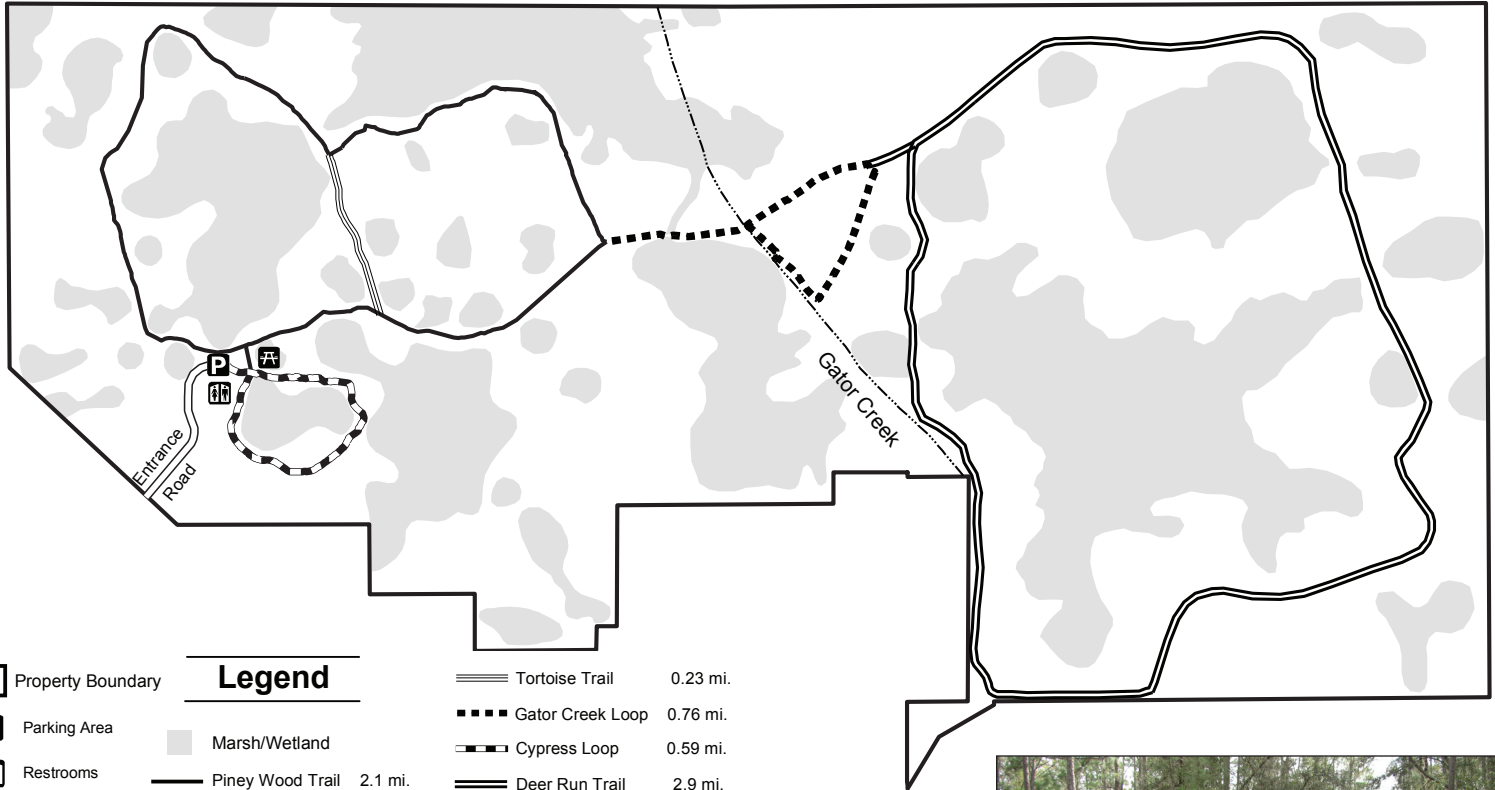 P
Entrance
Road
Gator Creek
Legend
Property Boundary
Parking Area
Restrooms
Marsh/Wetland
Piney Wood Trail 2.1 mi.
Tortoise Trail 0.23 mi.
Gator Creek Loop 0.76 mi.
Cypress Loop 0.59 mi.
Deer Run Trail 2.9 mi.